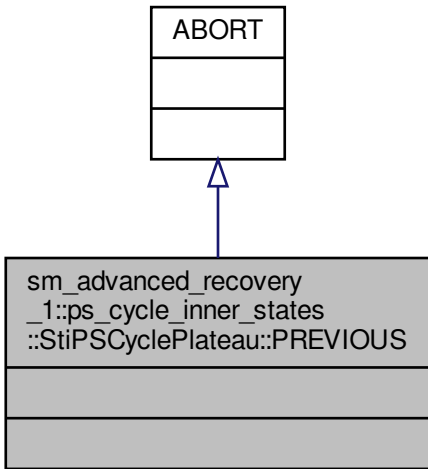 ABORT
sm_advanced_recovery
_1::ps_cycle_inner_states
::StiPSCyclePlateau::PREVIOUS